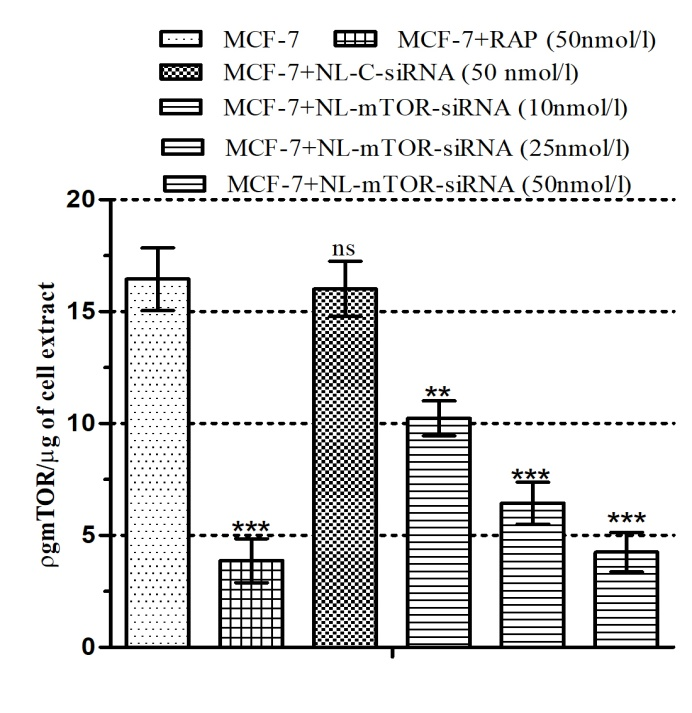 MCF-7 MCF-7+RAP (50nmol/l)
MCF-7+NL-C-siRNA (50 nmol/l)
MCF-7+NL-mTOR-siRNA (10nmol/l)
MCF-7+NL-mTOR-siRNA (25nmol/l)
MCF-7+NL-mTOR-siRNA (50nmol/l)
ρgmTOR/μg of cell extract
20
15
10
5
0
***
ns
**
***
***